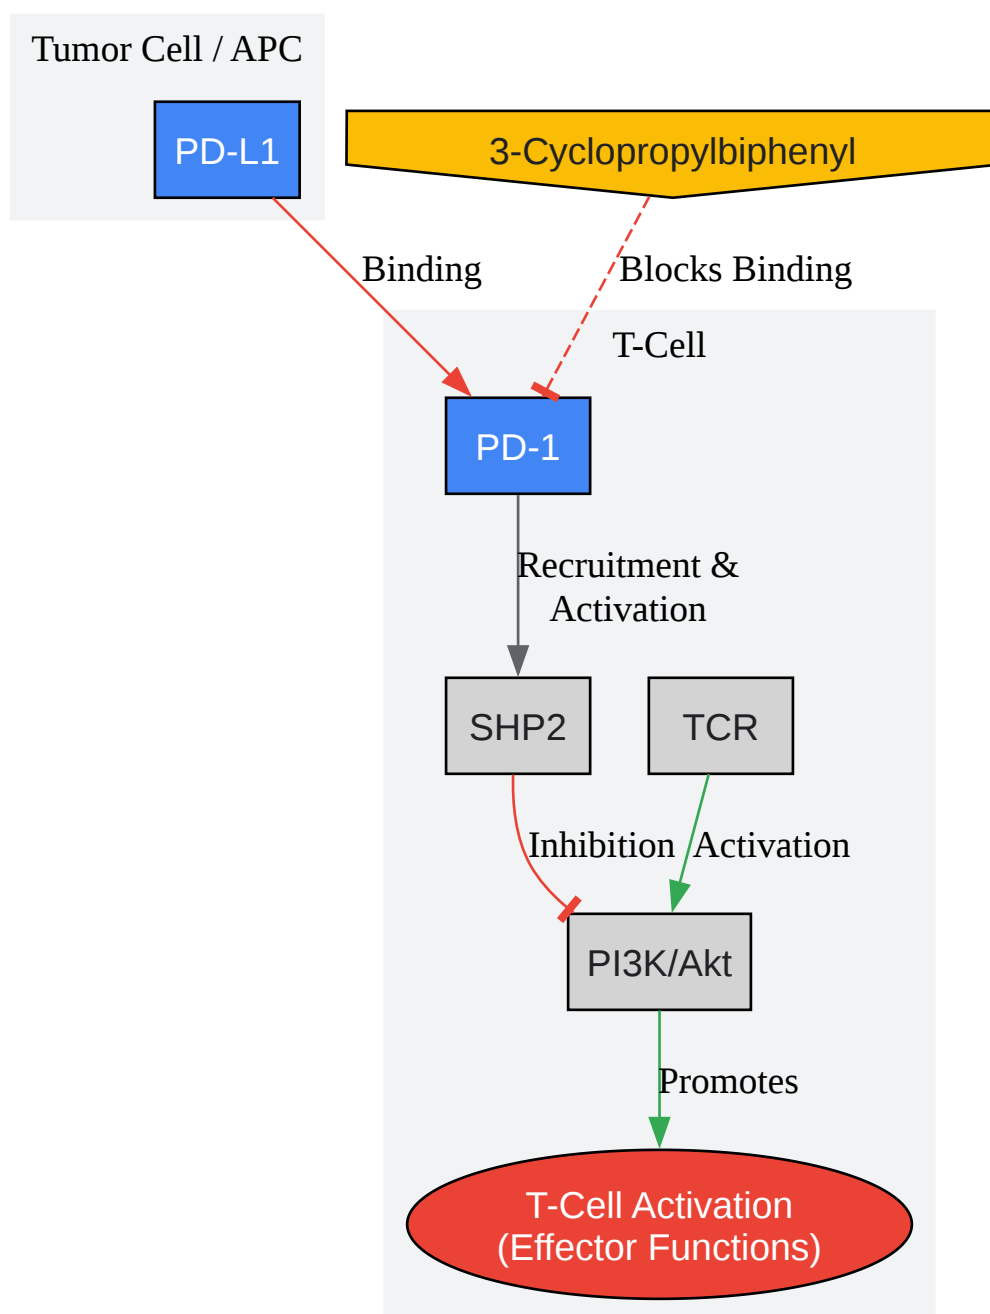 Tumor Cell / APC
PD-L1
3-Cyclopropylbiphenyl
Binding
Blocks Binding
T-Cell
PD-1
Recruitment &
Activation
SHP2
TCR
Inhibition
Activation
PI3K/Akt
Promotes
T-Cell Activation
(Effector Functions)